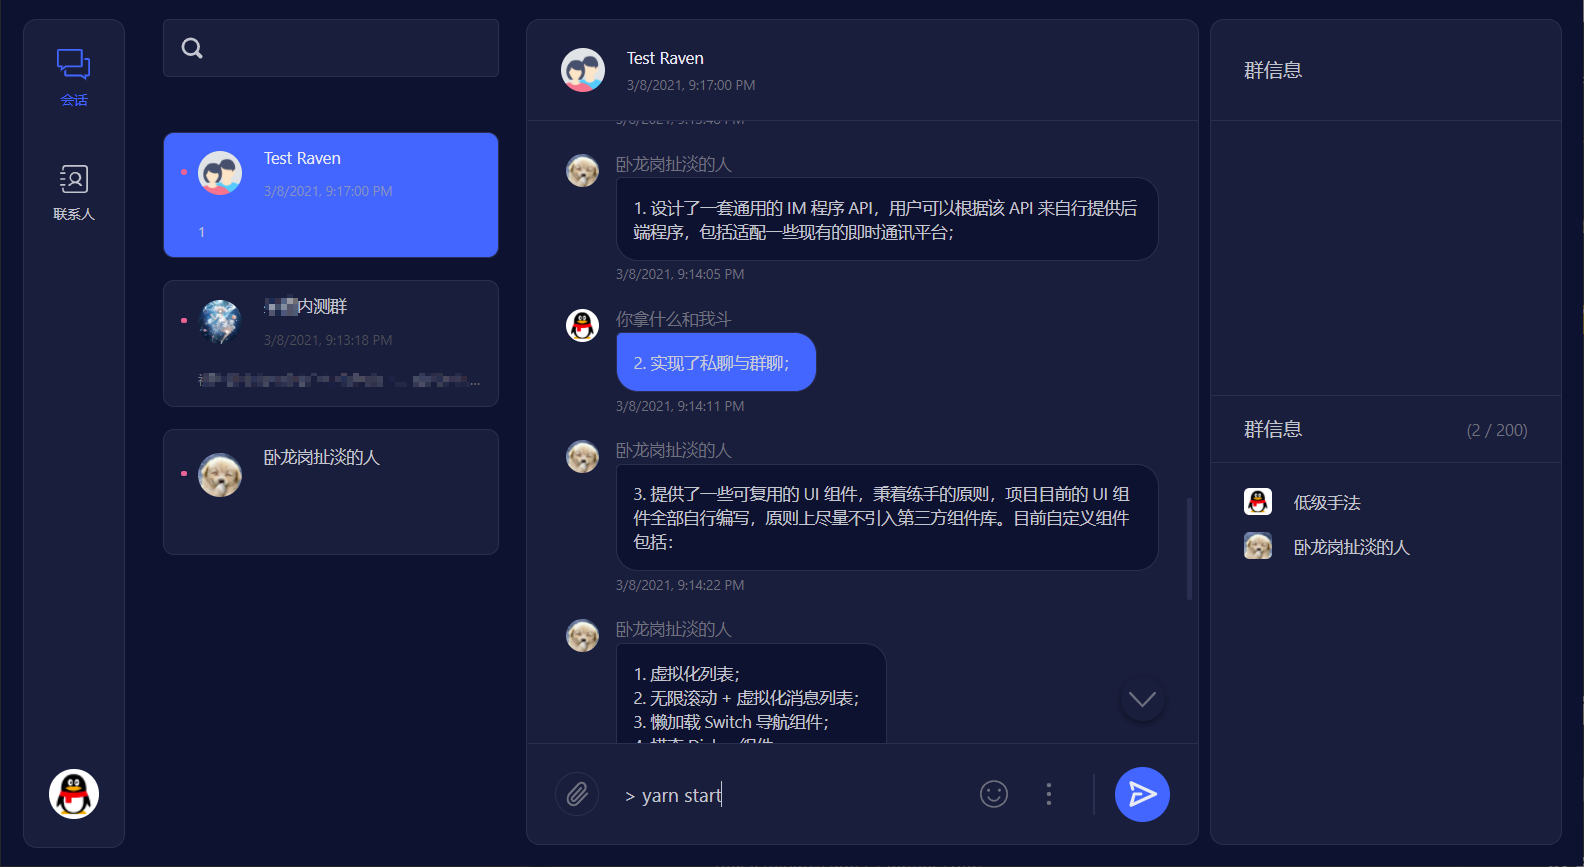 会话
联系人
Test Raven
3/8/2021, 9:17:00 PM
1
内测群
3/8/2021, 9:13:18 PM
卧龙岗扯淡的人
Test Raven
3/8/2021, 9:17:00 PM
卧龙岗扯淡的人
1. 设计了一套通用的 IM 程序 API，用户可以根据该 API 来自行提供后
端程序，包括适配一些现有的即时通讯平台；
3/8/2021, 9:14:05 PM
你拿什么和我斗
2. 实现了私聊与群聊；
3/8/2021, 9:14:11 PM
卧龙岗扯淡的人
3. 提供了一些可复用的 UI 组件，秉着练手的原则，项目目前的 UI 组
件全部自行编写，原则上尽量不引入第三方组件库。目前自定义组件
包括：
3/8/2021, 9:14:22 PM
卧龙岗扯淡的人
1. 虚拟化列表；
2. 无限滚动 + 虚拟化消息列表；
3. 懒加载 Switch 导航组件；
> yarn start
群信息
群信息
(2 / 200)
低级手法
卧龙岗扯淡的人